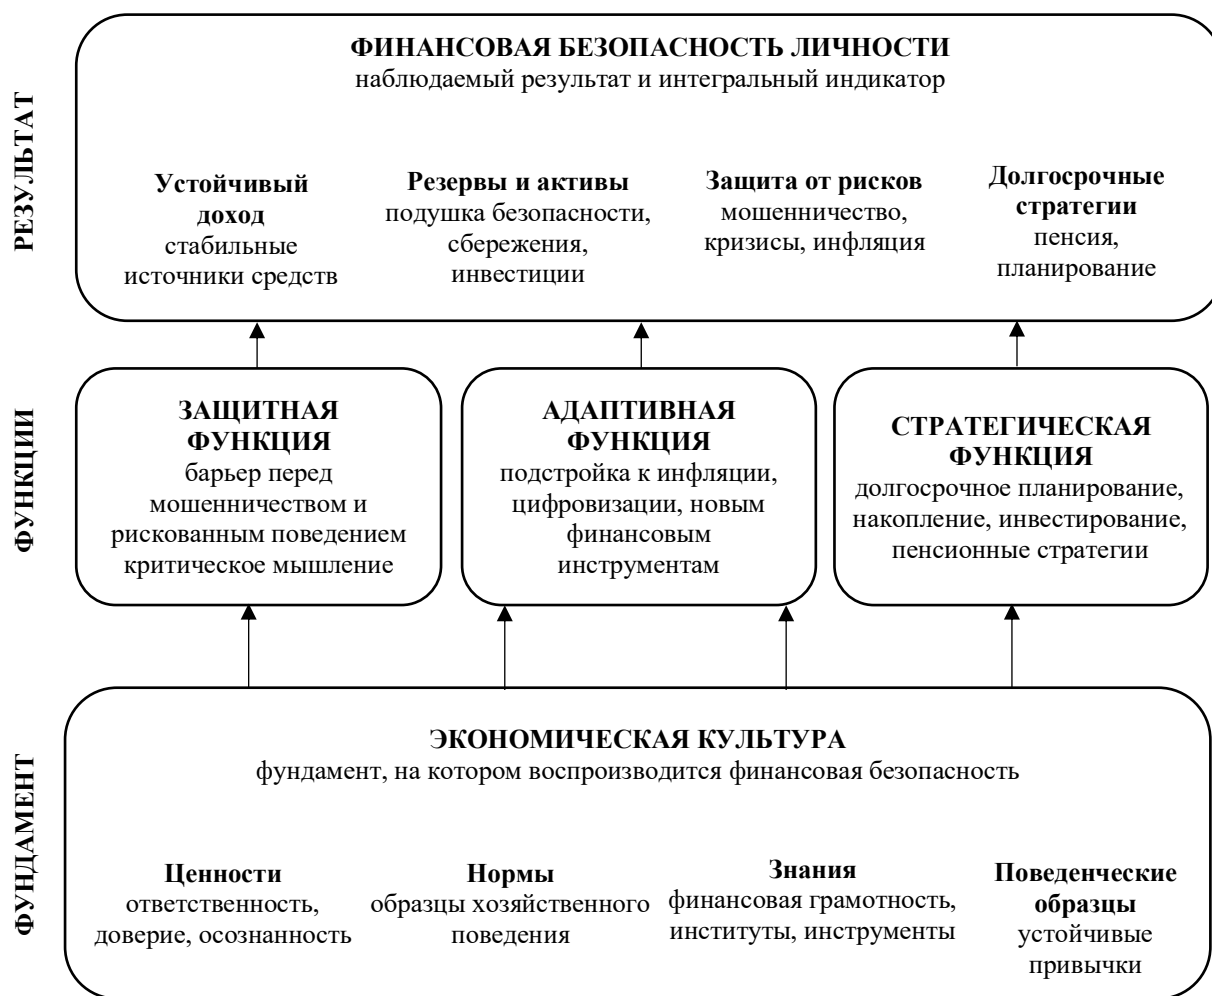 РЕЗУЛЬТАТ
ФИНАНСОВАЯ БЕЗОПАСНОСТЬ ЛИЧНОСТИ
наблюдаемый результат и интегральный индикатор
Устойчивый
доход
стабильные
источники средств
Резервы и активы
подушка безопасности,
сбережения,
инвестиции
Защита от рисков
мошенничество,
кризисы, инфляция
Долгосрочные
стратегии
пенсия,
планирование
ФУНКЦИИ
ЗАЩИТНАЯ
ФУНКЦИЯ
барьер перед
мошенничеством и
рискованным поведением
критическое мышление
АДАПТИВНАЯ
ФУНКЦИЯ
подстройка к инфляции,
цифровизации, новым
финансовым
инструментам
СТРАТЕГИЧЕСКАЯ
ФУНКЦИЯ
долгосрочное планирование,
накопление, инвестирование,
пенсионные стратегии
ФУНДАМЕНТ
ЭКОНОМИЧЕСКАЯ КУЛЬТУРА
фундамент, на котором воспроизводится финансовая безопасность
Ценности
ответственность,
доверие, осознанность
Нормы
образцы хозяйственного
поведения
Знания
финансовая грамотность,
институты, инструменты
Поведенческие
образцы
устойчивые
привычки